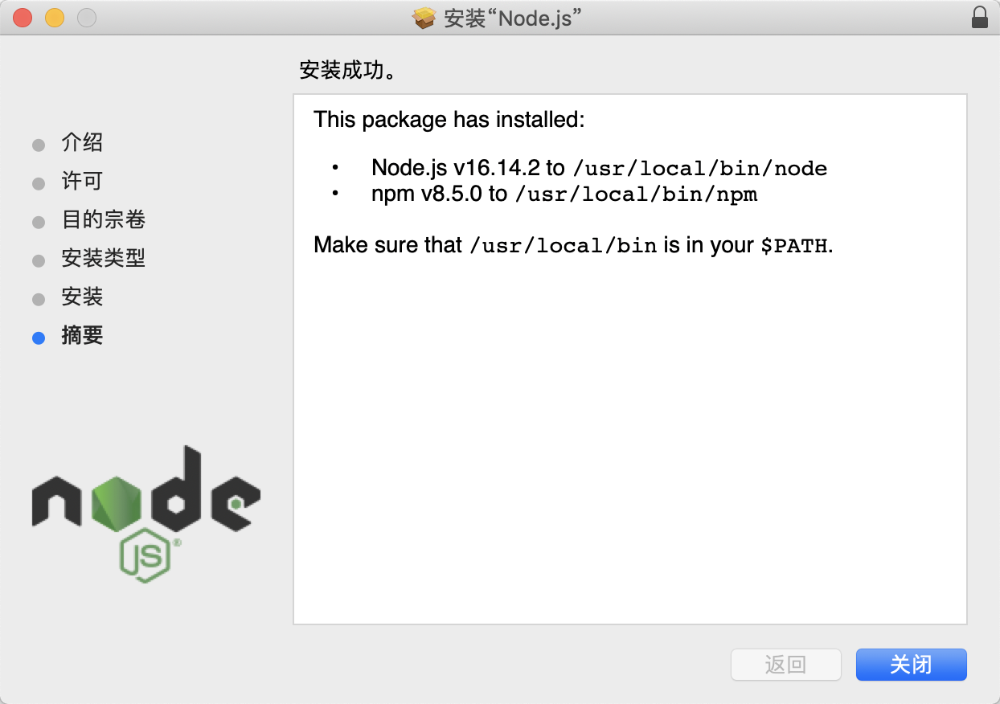 安装“Node.js”
安装成功。
介绍
许可
目的宗卷
安装类型
安装
摘要
This package has installed:
• Node.js v16.14.2 to /usr/local/bin/node
• npm v8.5.0 to /usr/local/bin/npm
Make sure that /usr/local/bin is in your $PATH.
node
JS®
返回
关闭